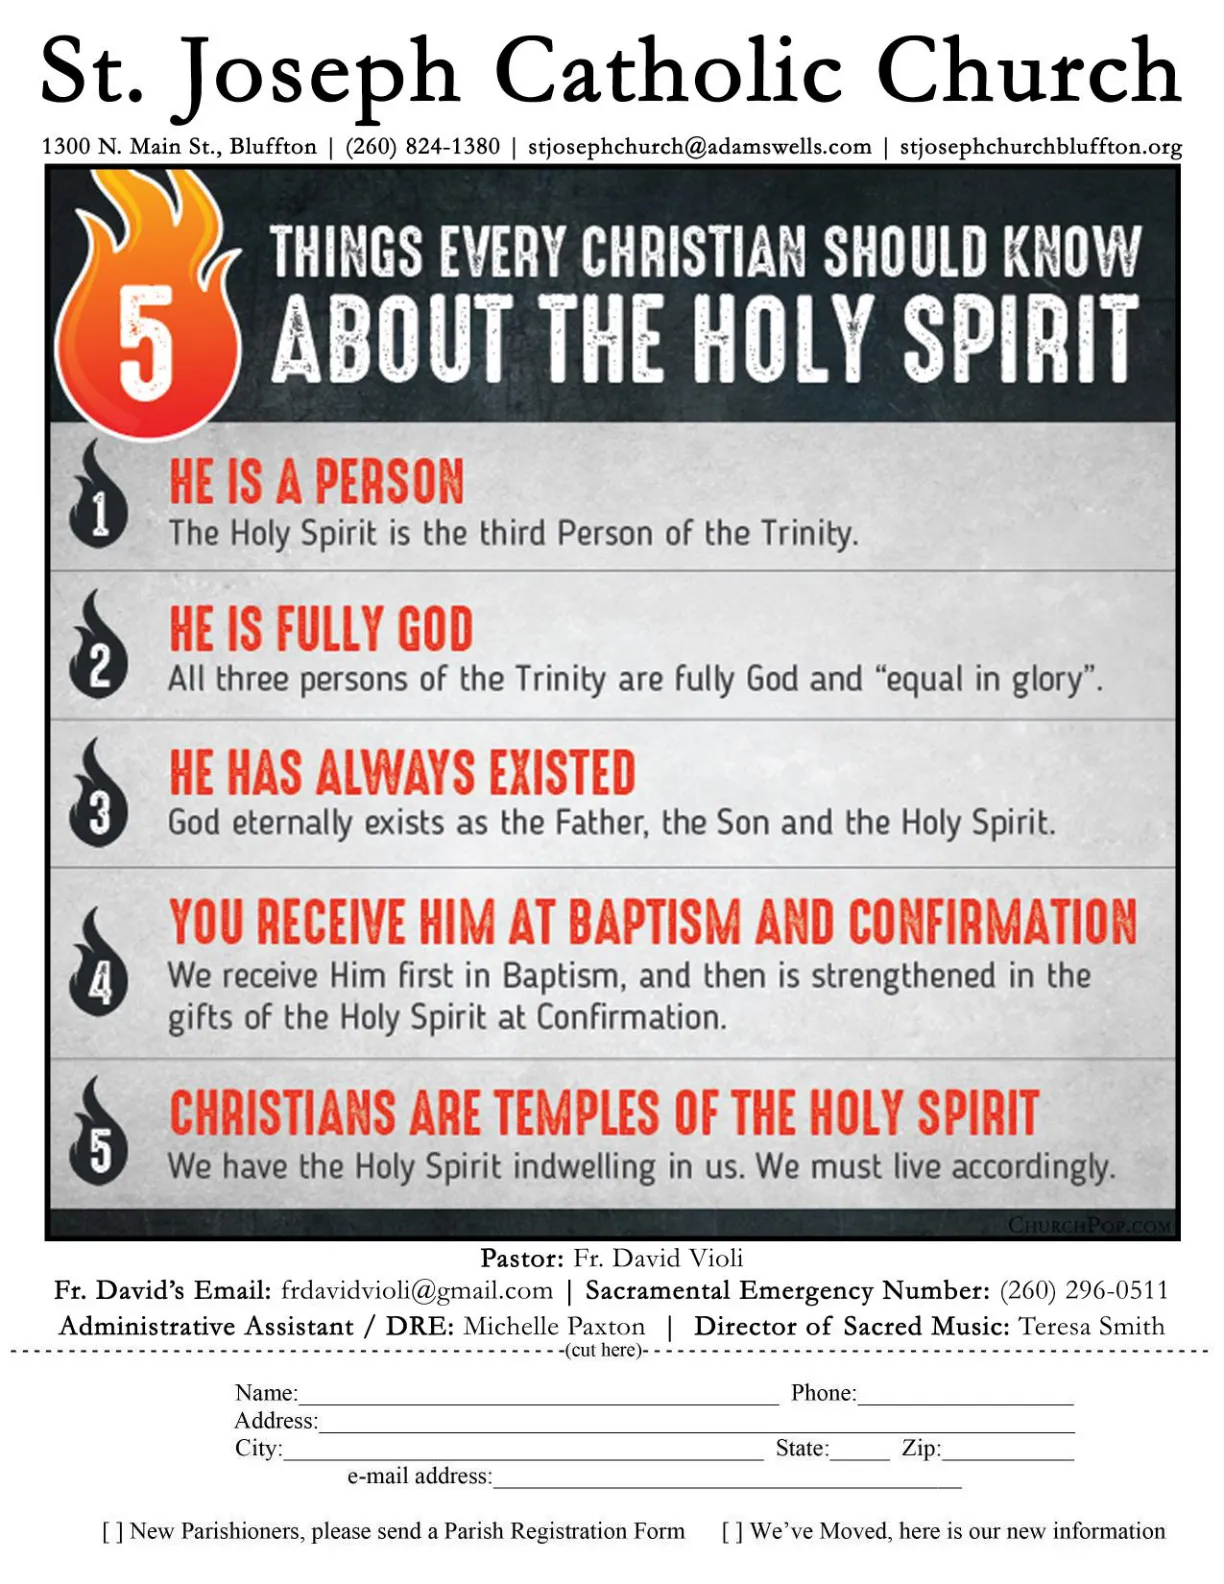 St. Joseph Catholic Church
1300 N. Main St., Bluffton | (260) 824-1380 | stjosephchurch@adamswells.com | stjosephchurchbluffton.org
5
THINGS EVERY CHRISTIAN SHOULD KNOW
ABOUT THE HOLY SPIRIT
1
HE IS A PERSON
The Holy Spirit is the third Person of the Trinity.
2
HE IS FULLY GOD
All three persons of the Trinity are fully God and “equal in glory”.
3
HE HAS ALWAYS EXISTED
God eternally exists as the Father, the Son and the Holy Spirit.
4
YOU RECEIVE HIM AT BAPTISM AND CONFIRMATION
We receive Him first in Baptism, and then is strengthened in the
gifts of the Holy Spirit at Confirmation.
5
CHRISTIANS ARE TEMPLES OF THE HOLY SPIRIT
We have the Holy Spirit indwelling in us. We must live accordingly.
CHURCHPOP.COM
Pastor: Fr. David Violi
Fr. David’s Email: frdavidvioli@gmail.com | Sacramental Emergency Number: (260) 296-0511
Administrative Assistant / DRE: Michelle Paxton | Director of Sacred Music: Teresa Smith
(cut here)
Name: Phone:
Address:
City: State: Zip:
e-mail address:
[ ] New Parishioners, please send a Parish Registration Form [ ] We’ve Moved, here is our new information